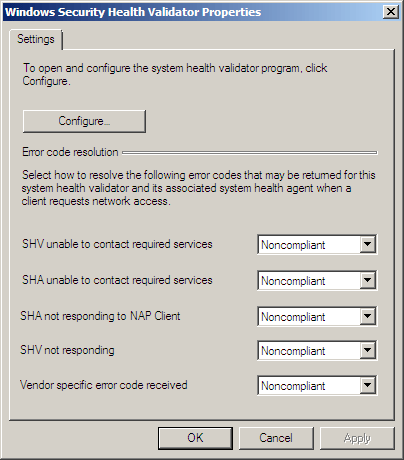 Windows Security Health Validator Properties
Settings
To open and configure the system health validator program, click
Configure.
Configure...
Error code resolution
Select how to resolve the following error codes that may be returned for this
system health validator and its associated system health agent when a
client requests network access.
SHV unable to contact required services Noncompliant
SHA unable to contact required services Noncompliant
SHA not responding to NAP Client Noncompliant
SHV not responding Noncompliant
Vendor specific error code received Noncompliant
OK Cancel Apply